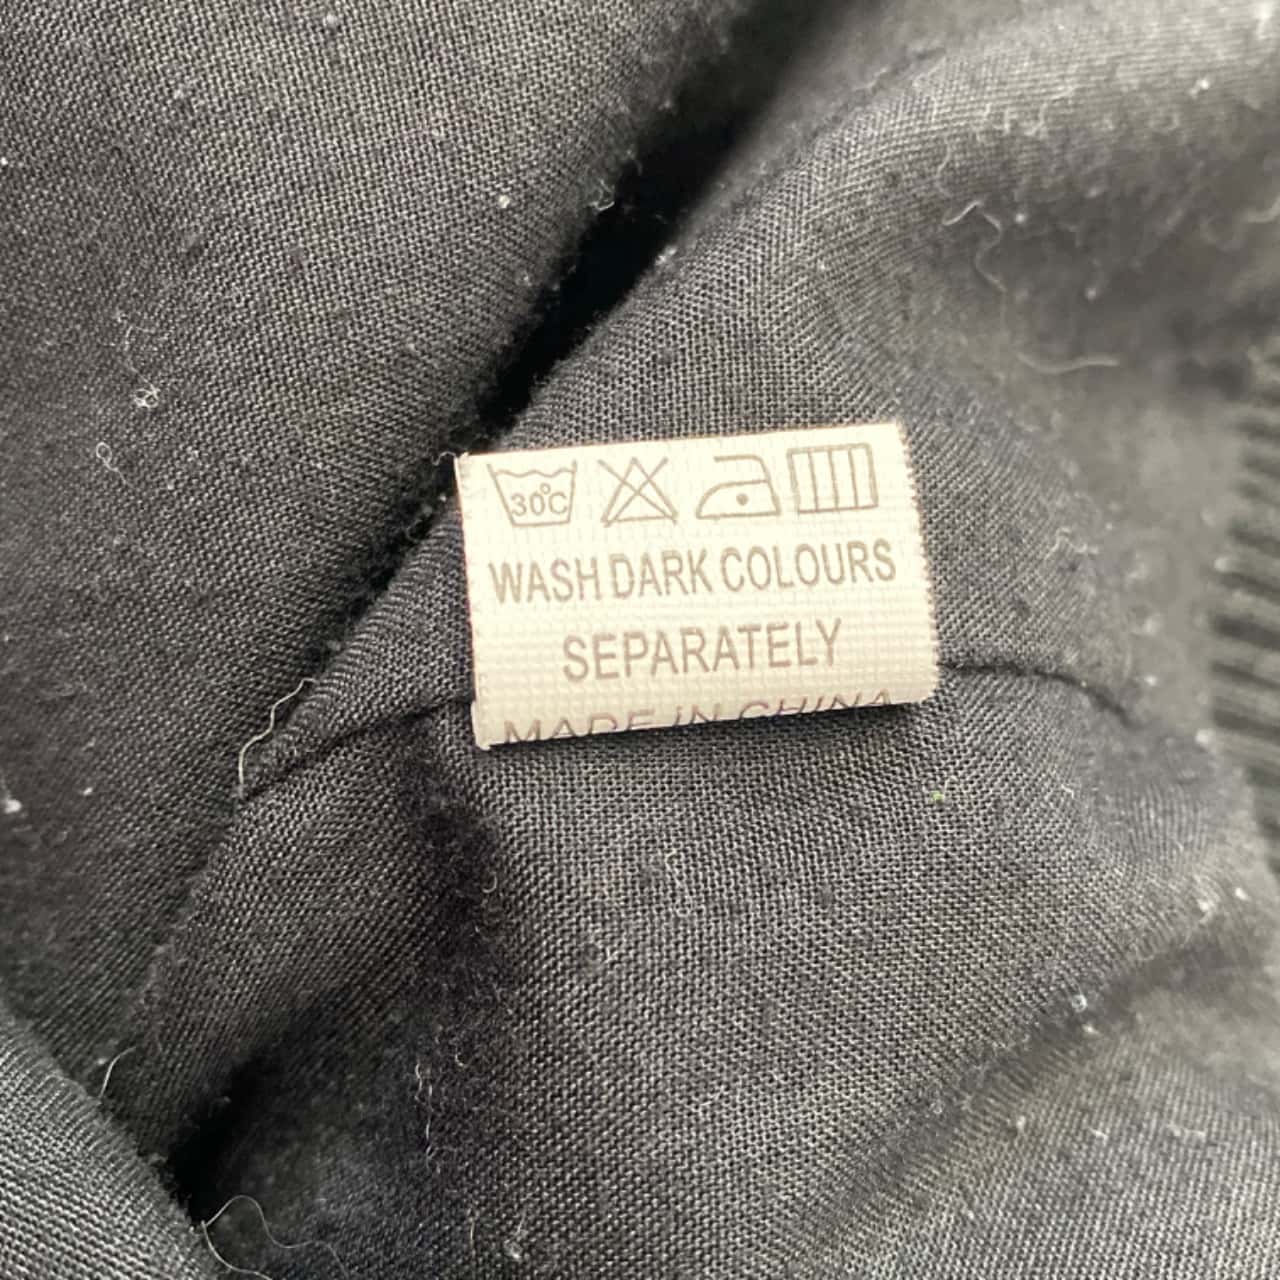 30°C
WASH DARK COLOURS
SEPARATELY
MADE IN CHINA